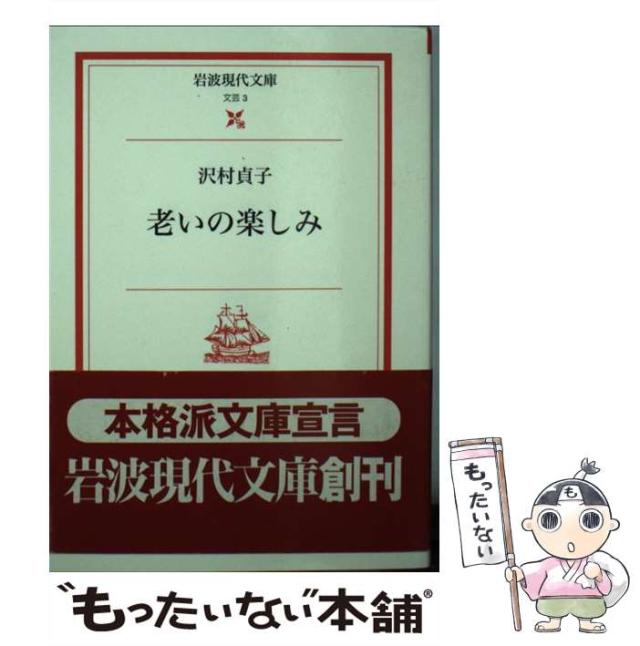 岩波現代文庫
文芸 3
沢村貞子
老いの楽しみ
本格派文庫宣言
岩波現代文庫創刊
"もったいない"本舗®
もったいない
も